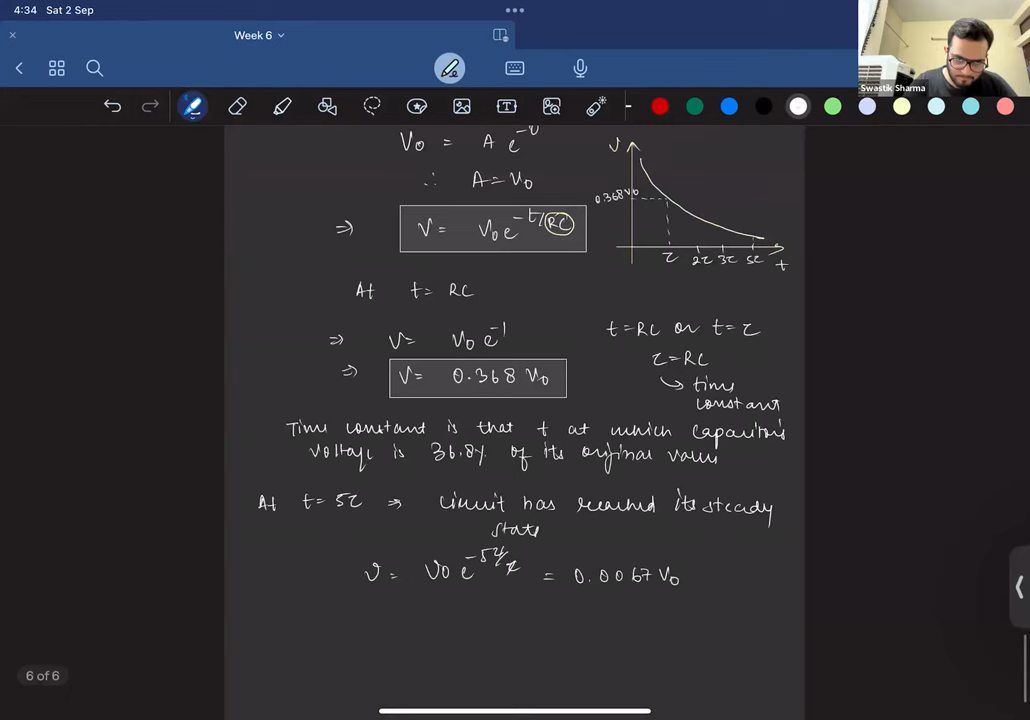 4:34 Sat 2 Sep
Week 6
Swastik Sharma
V0 = A e^-0
∴ A = V0
⇒ V = V0 e^-t/RC
V
0.368V0
τ 2τ 3τ 5τ t
At t = RC
⇒ V = V0 e^-1
t = RC or t = τ
⇒ V = 0.368 V0
τ = RC
↳ time constant
Time constant is that t at which capacitor's
voltage is 36.8% of its original value
At t = 5τ ⇒ Circuit has reached its steady
state
V = V0 e^-5τ/τ = 0.0067 V0
6 of 6